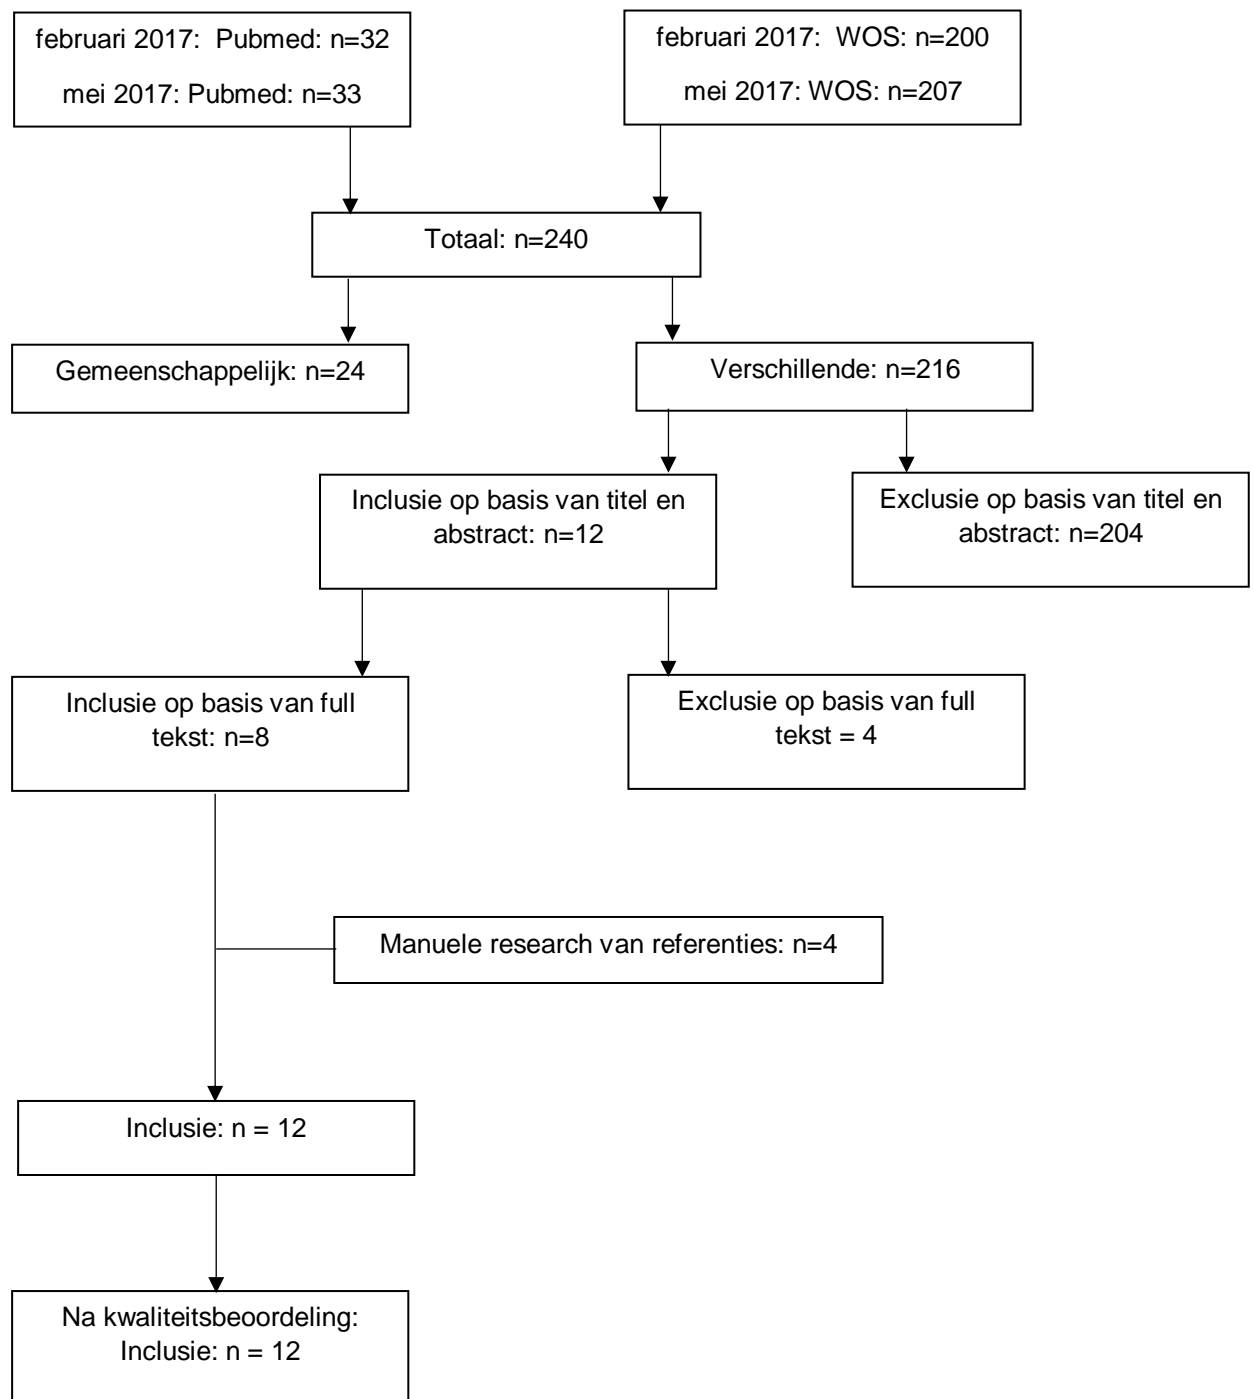 februari 2017:  Pubmed: n=32
mei 2017: Pubmed: n=33
februari 2017:  WOS: n=200
mei 2017: WOS: n=207
Totaal: n=240
Gemeenschappelijk: n=24
Verschillende: n=216
Inclusie op basis van titel en
abstract: n=12
Exclusie op basis van titel en
abstract: n=204
Inclusie op basis van full
tekst: n=8
Exclusie op basis van full
tekst = 4
Manuele research van referenties: n=4
Inclusie: n = 12
Na kwaliteitsbeoordeling:
Inclusie: n = 12